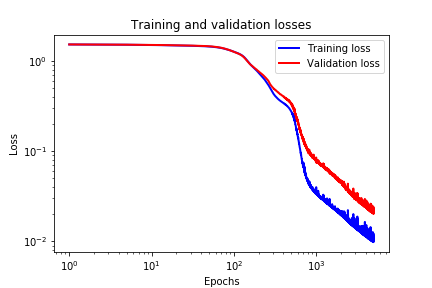 Training and validation losses
Training loss
Validation loss
Loss
10⁰
10⁻¹
10⁻²
10⁰
10¹
10²
10³
Epochs